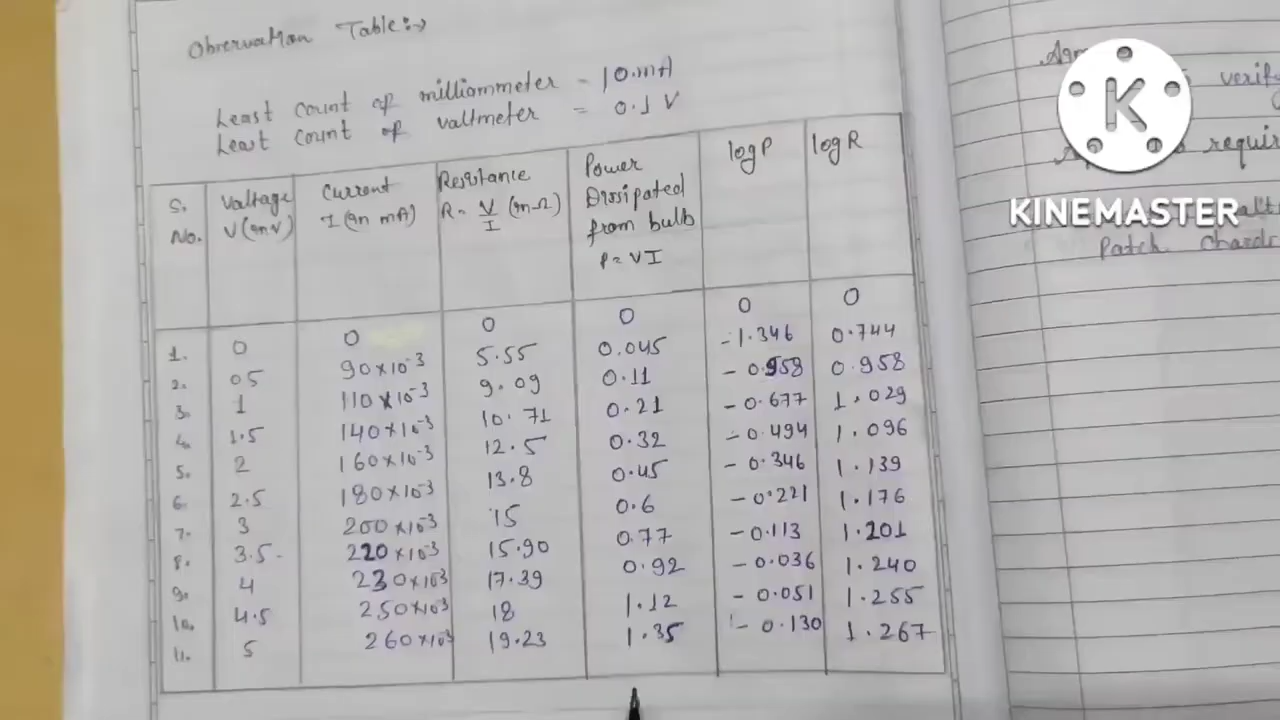 Observation Table:→
Least count of milliammeter = 10.mA
Least count of valtmeter = 0.1 V
S. No. | Voltage V(in V) | Current I (in mA) | Resistance R = V/I (in Ω) | Power Dissipated from bulb P = VI | log P | log R
1. | 0 | 0 | 0 | 0 | 0 | 0
2. | 05 | 90×10-3 | 5.55 | 0.045 | -1.346 | 0.744
3. | 1 | 110×10-3 | 9.09 | 0.11 | -0.958 | 0.958
4. | 1.5 | 140×10-3 | 10.71 | 0.21 | -0.677 | 1.029
5. | 2 | 160×10-3 | 12.5 | 0.32 | -0.494 | 1.096
6. | 2.5 | 180×10-3 | 13.8 | 0.45 | -0.346 | 1.139
7. | 3 | 200×10-3 | 15 | 0.6 | -0.221 | 1.176
8. | 3.5 | 220×10-3 | 15.90 | 0.77 | -0.113 | 1.201
9. | 4 | 230×10-3 | 17.39 | 0.92 | -0.036 | 1.240
10. | 4.5 | 250×10-3 | 18 | 1.12 | -0.051 | 1.255
11. | 5 | 260×10-3 | 19.23 | 1.35 | -0.130 | 1.267
verify
requir
Patch Chords
K
KINEMASTER